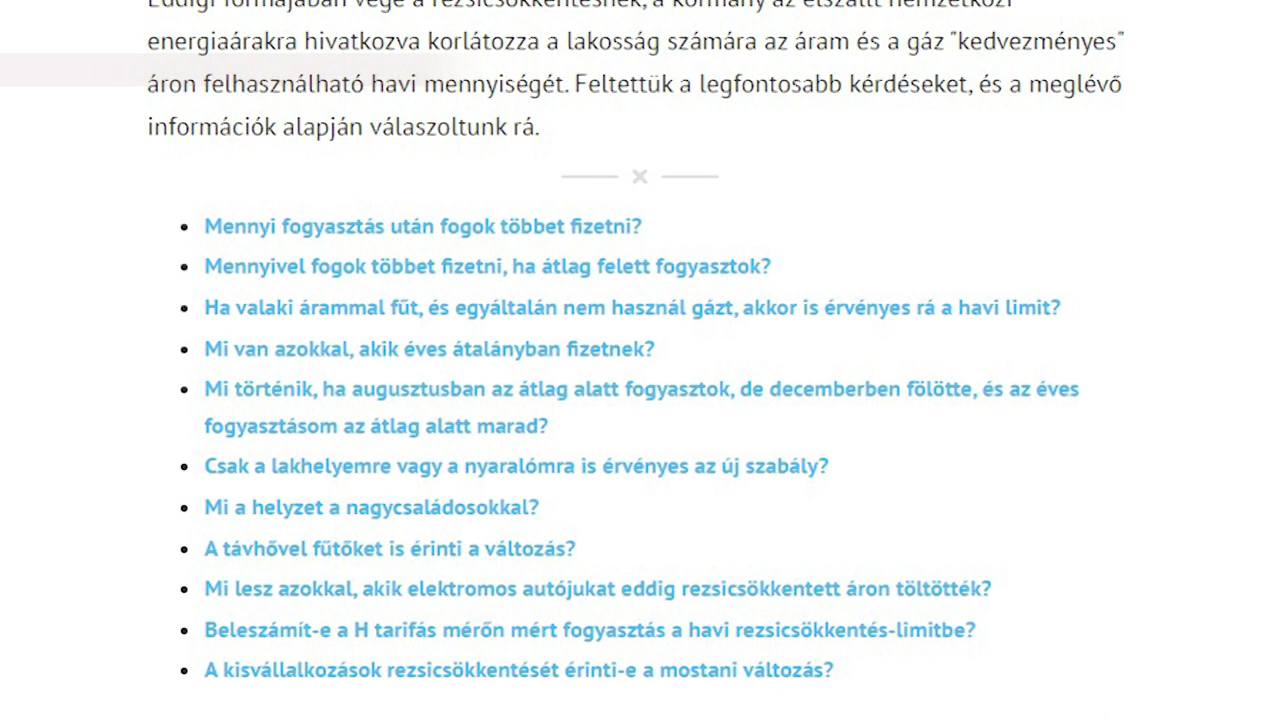 Eddigi formájában vége a rezsicsökkentésnek, a kormány az elszállt nemzetközi
energiaárakra hivatkozva korlátozza a lakosság számára az áram és a gáz "kedvezményes"
áron felhasználható havi mennyiségét. Feltettük a legfontosabb kérdéseket, és a meglévő
információk alapján válaszoltunk rá.
Mennyi fogyasztás után fogok többet fizetni?
Mennyivel fogok többet fizetni, ha átlag felett fogyasztok?
Ha valaki árammal fűt, és egyáltalán nem használ gázt, akkor is érvényes rá a havi limit?
Mi van azokkal, akik éves átalányban fizetnek?
Mi történik, ha augusztusban az átlag alatt fogyasztok, de decemberben fölötte, és az éves
fogyasztásom az átlag alatt marad?
Csak a lakhelyemre vagy a nyaralómra is érvényes az új szabály?
Mi a helyzet a nagycsaládosokkal?
A távhővel fűtőket is érinti a változás?
Mi lesz azokkal, akik elektromos autójukat eddig rezsicsökkentett áron töltötték?
Beleszámít-e a H tarifás mérőn mért fogyasztás a havi rezsicsökkentés-limitbe?
A kisvállalkozások rezsicsökkentését érinti-e a mostani változás?